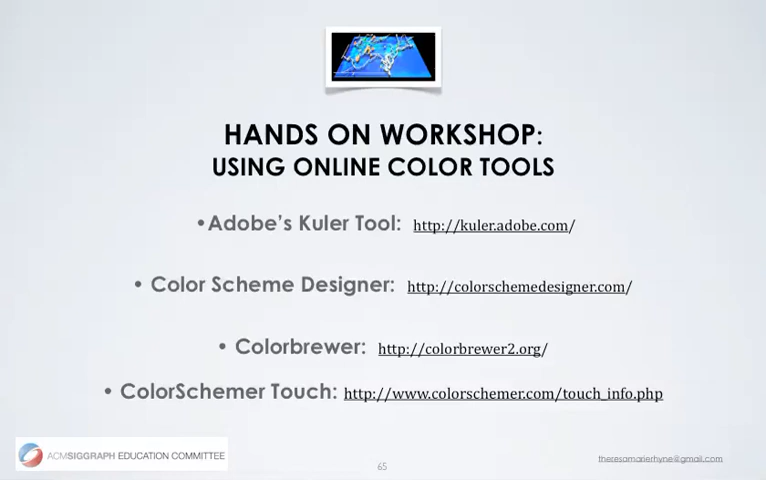 HANDS ON WORKSHOP:
USING ONLINE COLOR TOOLS
•Adobe's Kuler Tool: http://kuler.adobe.com/
• Color Scheme Designer: http://colorschemedesigner.com/
• Colorbrewer: http://colorbrewer2.org/
• ColorSchemer Touch: http://www.colorschemer.com/touch_info.php
ACMSIGGRAPH EDUCATION COMMITTEE
65
theresamarierhyne@gmail.com